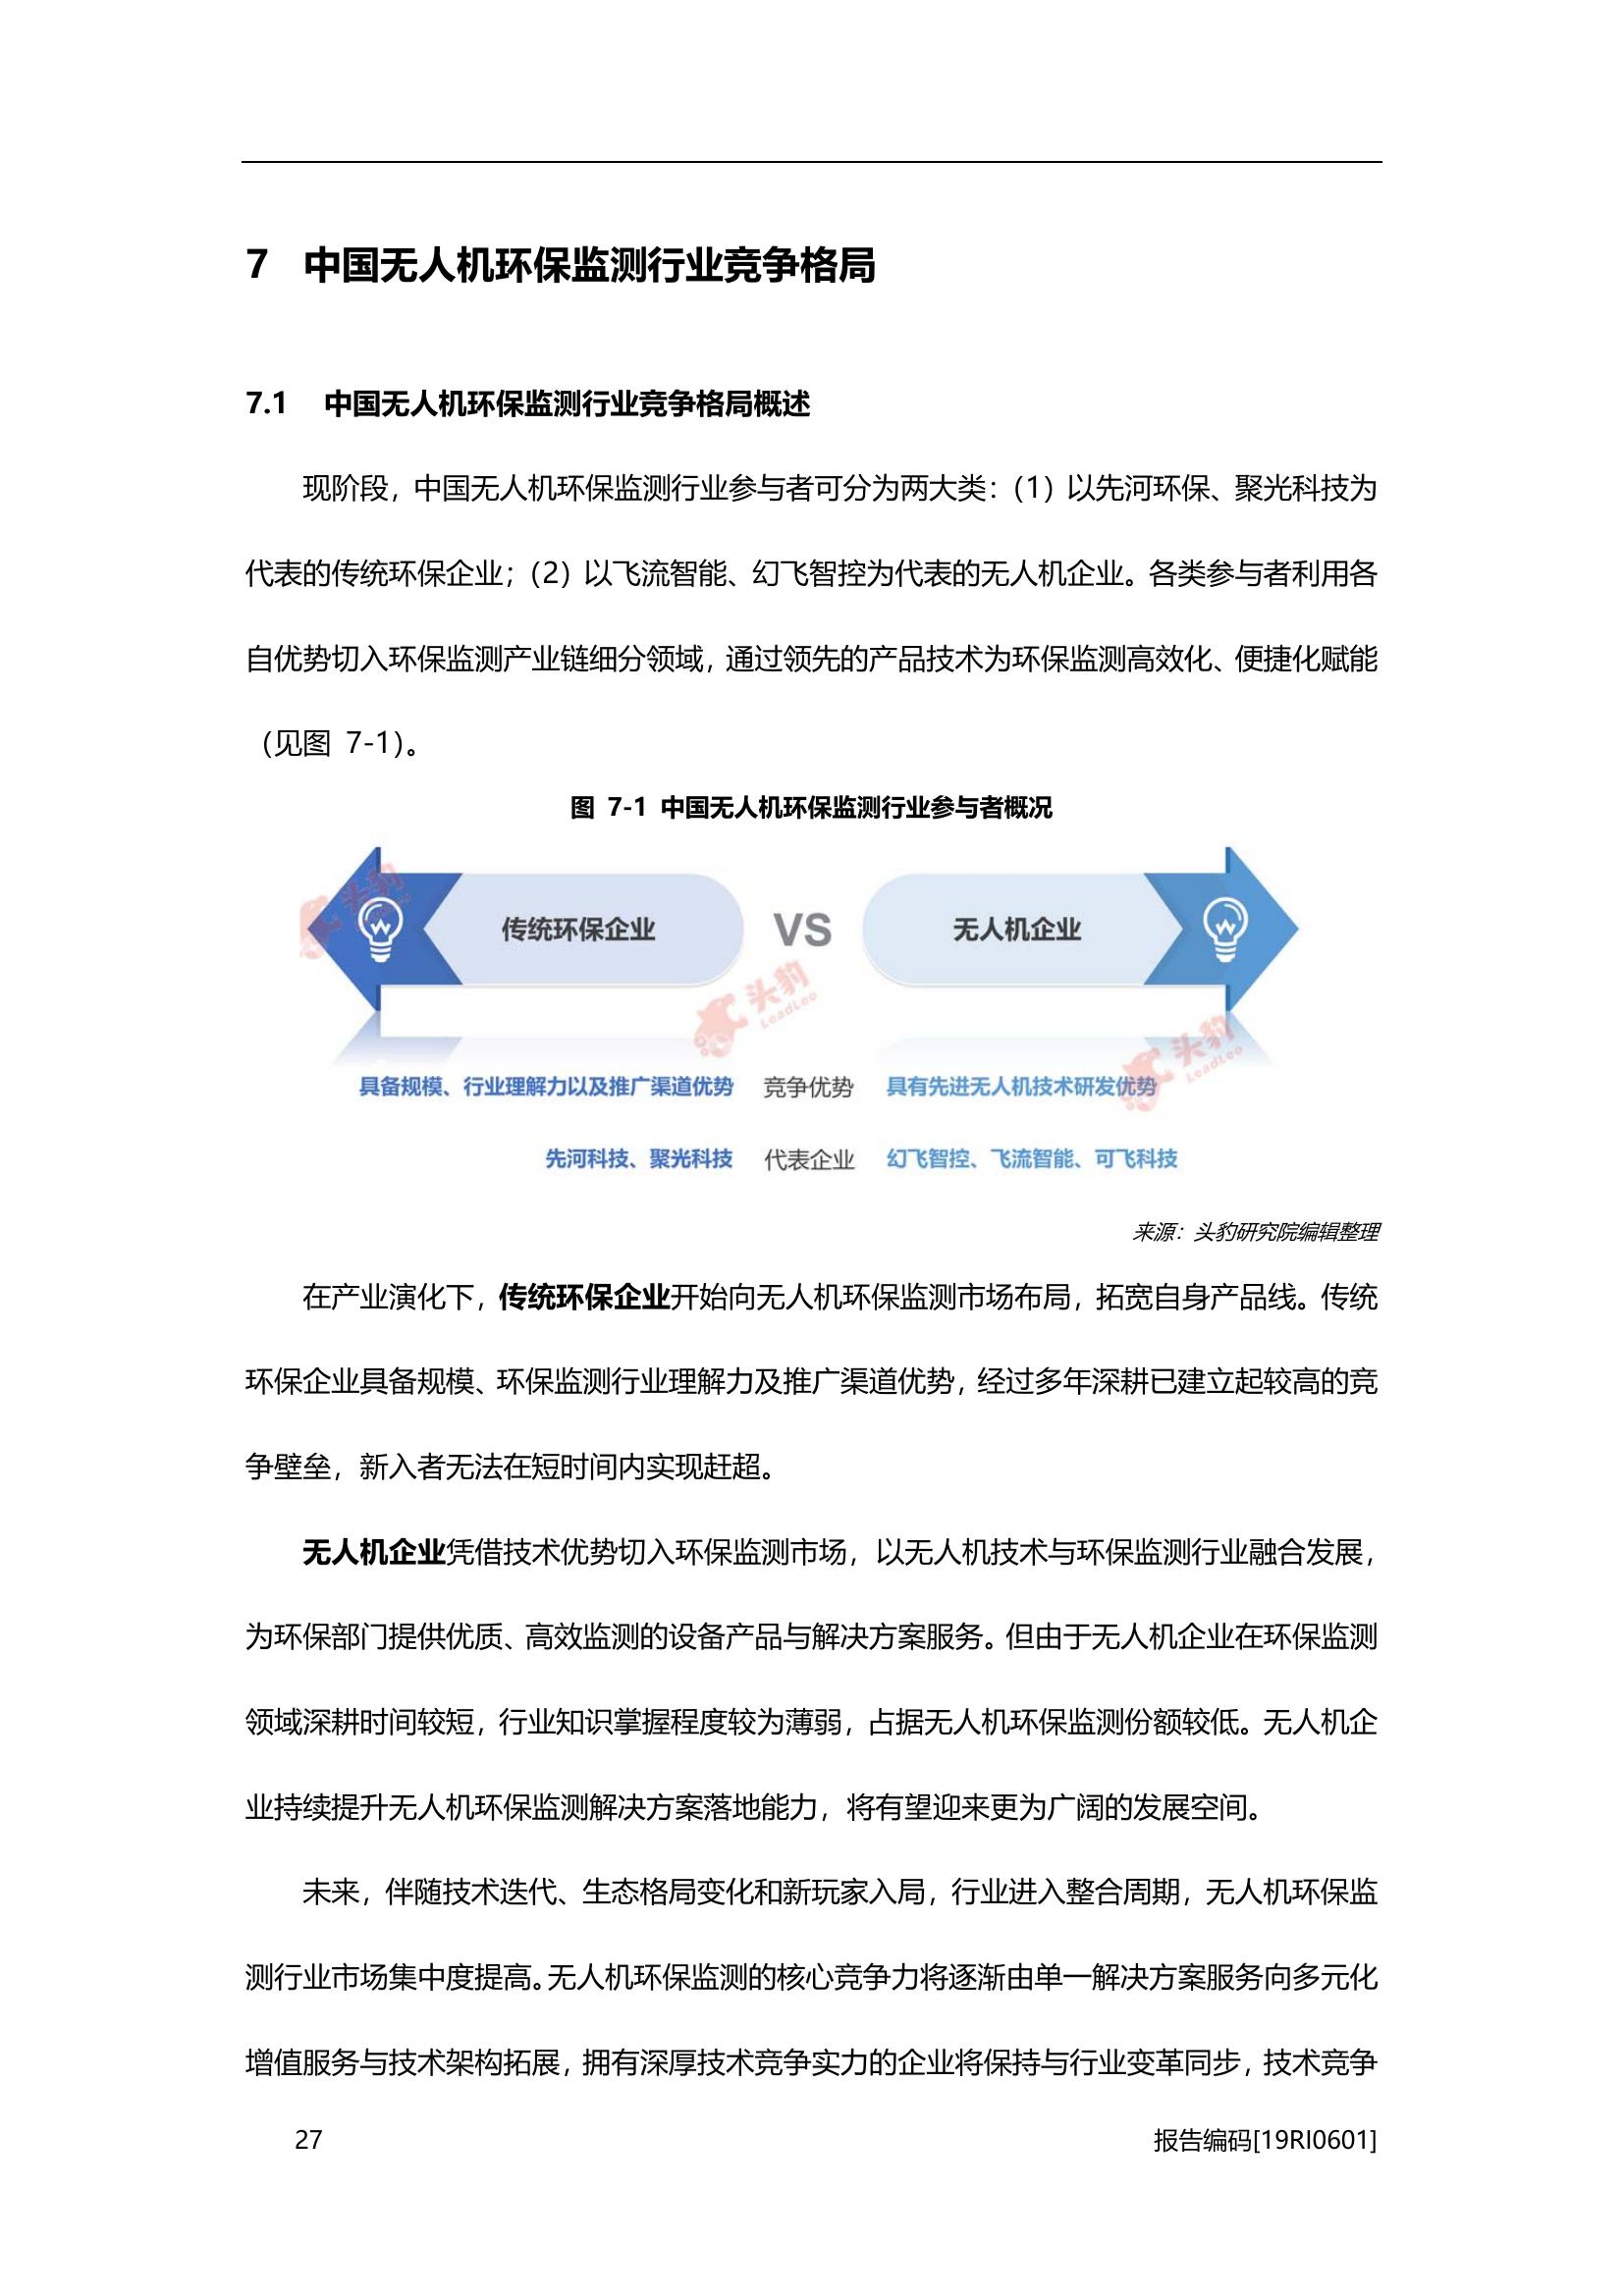 7 中国无人机环保监测行业竞争格局
7.1 中国无人机环保监测行业竞争格局概述
现阶段，中国无人机环保监测行业参与者可分为两大类：（1）以先河环保、聚光科技为
代表的传统环保企业；（2）以飞流智能、幻飞智控为代表的无人机企业。各类参与者利用各
自优势切入环保监测产业链细分领域，通过领先的产品技术为环保监测高效化、便捷化赋能
（见图 7-1）。
图 7-1 中国无人机环保监测行业参与者概况
传统环保企业 VS 无人机企业
头豹
头豹
LeadLeo
头豹
LeadLeo
具备规模、行业理解力以及推广渠道优势 竞争优势 具有先进无人机技术研发优势
先河科技、聚光科技 代表企业 幻飞智控、飞流智能、可飞科技
来源：头豹研究院编辑整理
在产业演化下，传统环保企业开始向无人机环保监测市场布局，拓宽自身产品线。传统
环保企业具备规模、环保监测行业理解力及推广渠道优势，经过多年深耕已建立起较高的竞
争壁垒，新入者无法在短时间内实现赶超。
无人机企业凭借技术优势切入环保监测市场，以无人机技术与环保监测行业融合发展，
为环保部门提供优质、高效监测的设备产品与解决方案服务。但由于无人机企业在环保监测
领域深耕时间较短，行业知识掌握程度较为薄弱，占据无人机环保监测份额较低。无人机企
业持续提升无人机环保监测解决方案落地能力，将有望迎来更为广阔的发展空间。
未来，伴随技术迭代、生态格局变化和新玩家入局，行业进入整合周期，无人机环保监
测行业市场集中度提高。无人机环保监测的核心竞争力将逐渐由单一解决方案服务向多元化
增值服务与技术架构拓展，拥有深厚技术竞争实力的企业将保持与行业变革同步，技术竞争
27 报告编码[19RI0601]